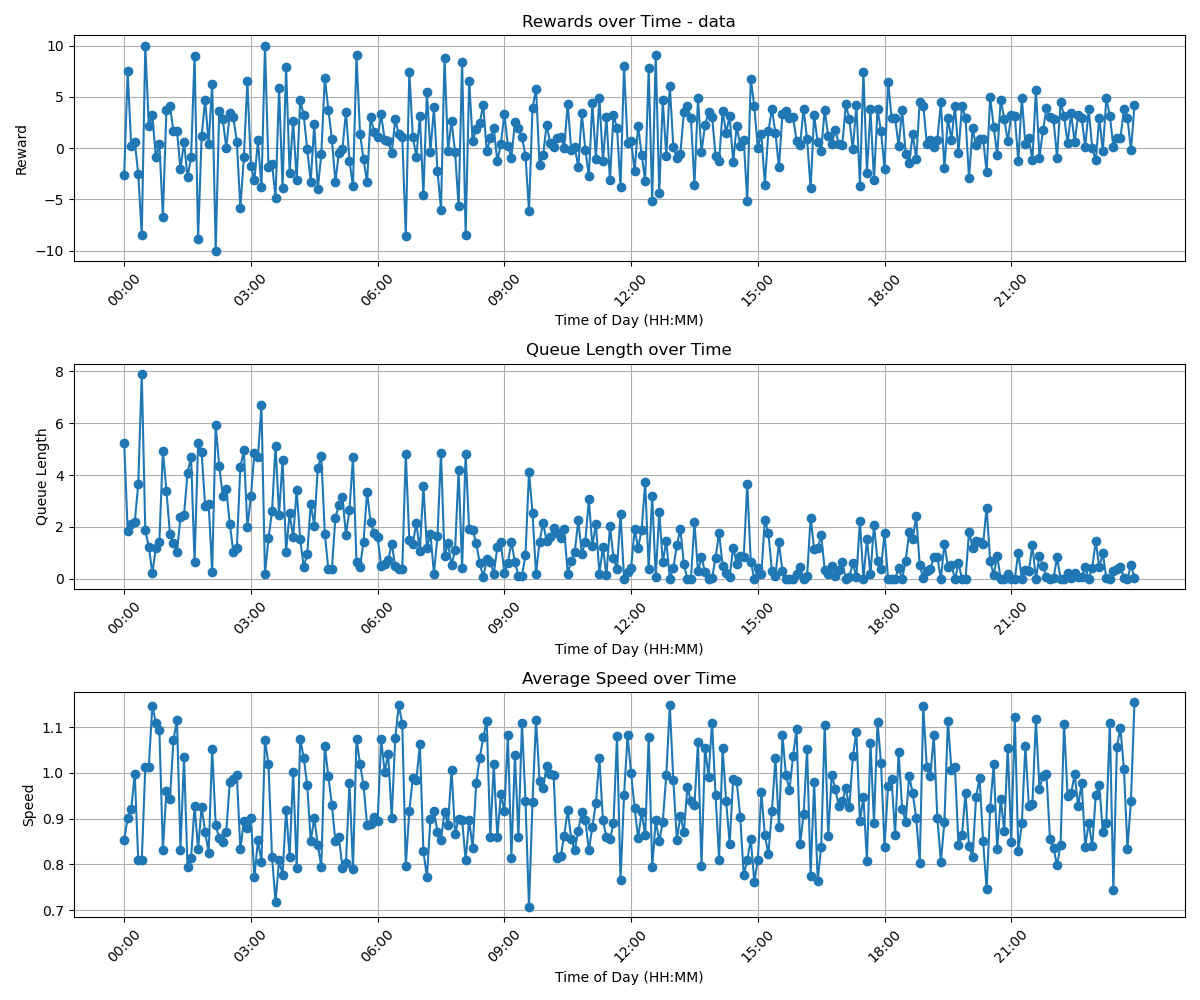 Rewards over Time - data
10
5
0
−5
−10
Reward
00:00 03:00 06:00 09:00 12:00 15:00 18:00 21:00
Time of Day (HH:MM)
Queue Length over Time
8
6
4
2
0
Queue Length
00:00 03:00 06:00 09:00 12:00 15:00 18:00 21:00
Time of Day (HH:MM)
Average Speed over Time
1.1
1.0
0.9
0.8
0.7
Speed
00:00 03:00 06:00 09:00 12:00 15:00 18:00 21:00
Time of Day (HH:MM)